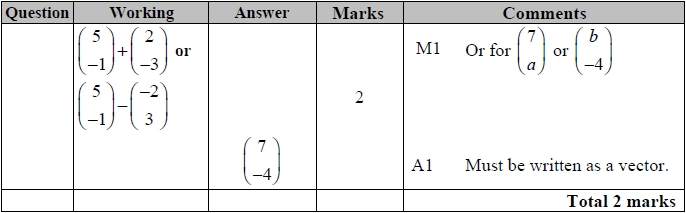 Question Working Answer Marks Comments
(5 −1) + (2 −3) or
M1 Or for (7 a) or (b −4)
(5 −1) − (−2 3)
2
(7 −4)
A1 Must be written as a vector.
Total 2 marks